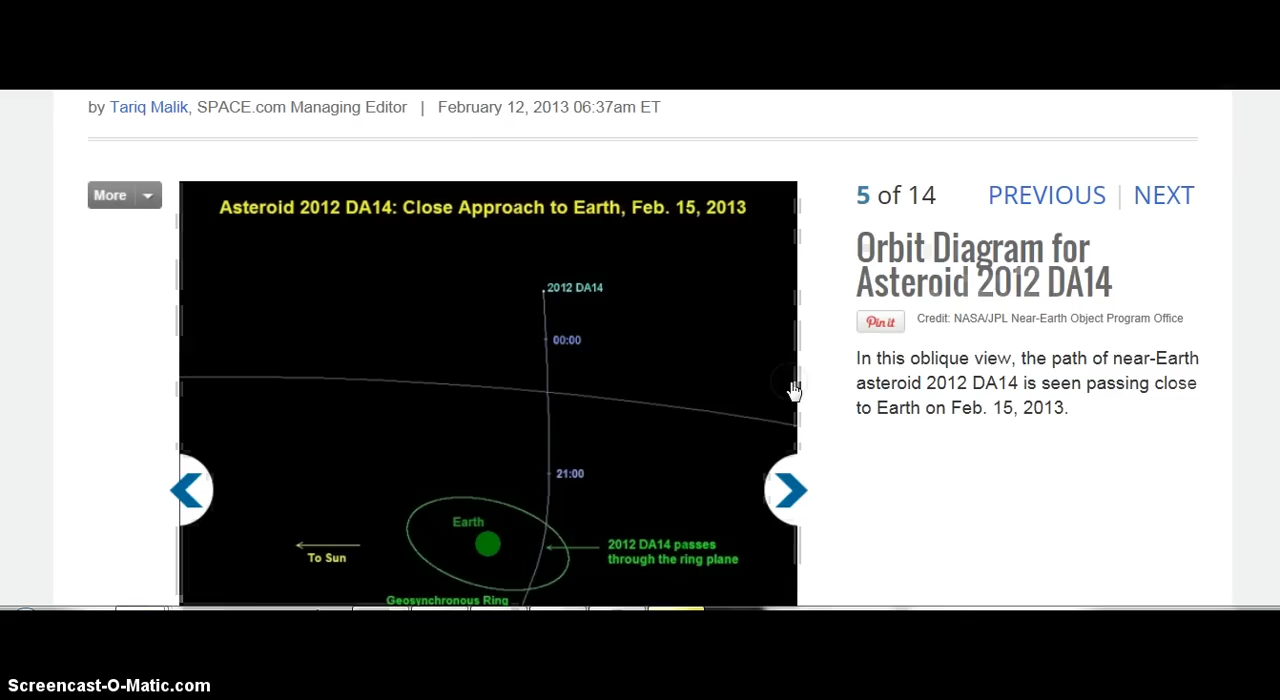 by Tariq Malik, SPACE.com Managing Editor | February 12, 2013 06:37am ET
More
Asteroid 2012 DA14: Close Approach to Earth, Feb. 15, 2013
2012 DA14
00:00
21:00
Earth
To Sun
2012 DA14 passes
through the ring plane
Geosynchronous Ring
5 of 14 PREVIOUS | NEXT
Orbit Diagram for
Asteroid 2012 DA14
Pin it
Credit: NASA/JPL Near-Earth Object Program Office
In this oblique view, the path of near-Earth
asteroid 2012 DA14 is seen passing close
to Earth on Feb. 15, 2013.
Screencast-O-Matic.com